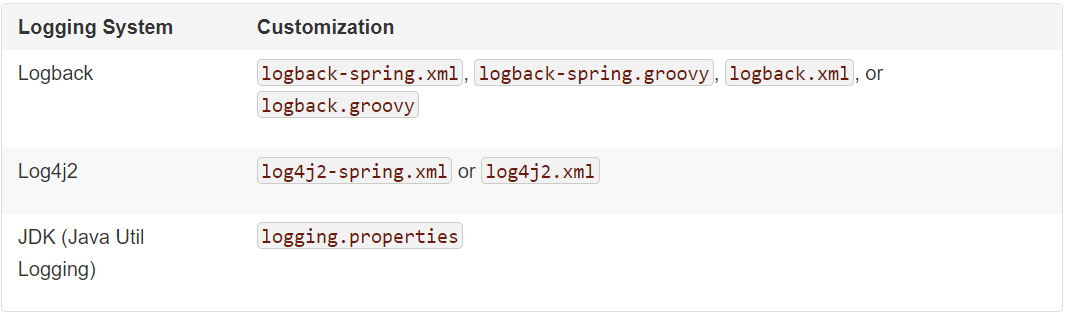 Logging System Customization
Logback logback-spring.xml, logback-spring.groovy, logback.xml, or
logback.groovy
Log4j2 log4j2-spring.xml or log4j2.xml
JDK (Java Util logging.properties
Logging)